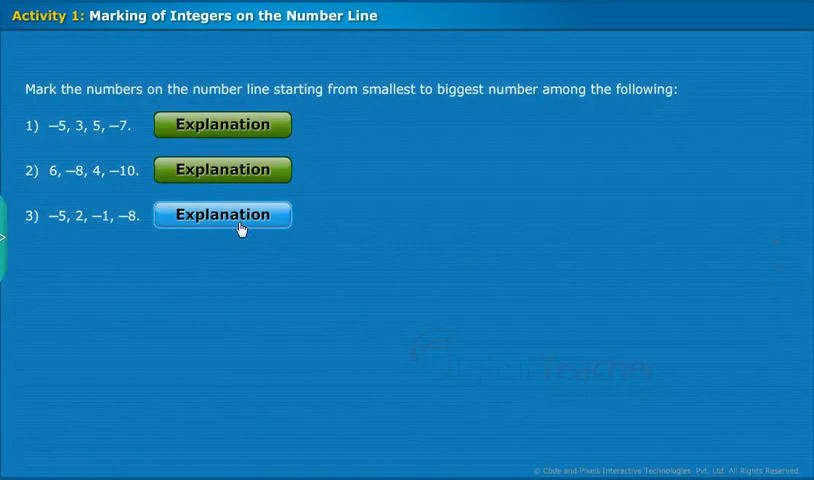 Activity 1: Marking of Integers on the Number Line
Mark the numbers on the number line starting from smallest to biggest number among the following:
1) —5, 3, 5, —7. Explanation
2) 6, —8, 4, —10. Explanation
3) —5, 2, —1, —8. Explanation
Digital Teacher
© Code and Pixels Interactive Technologies Pvt. Ltd. All Rights Reserved.